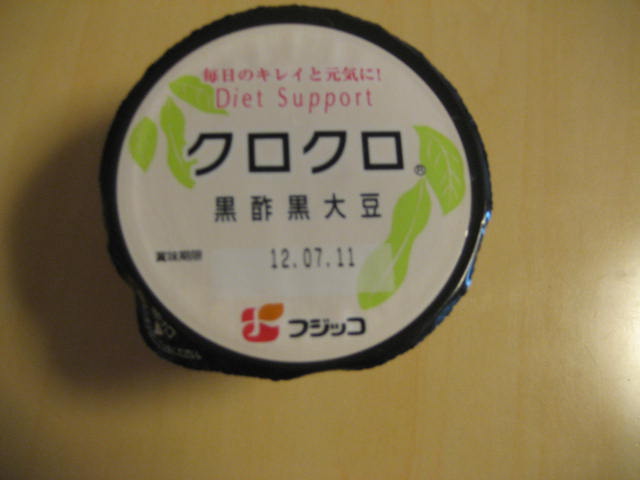 毎日のキレイと元気に!
Diet Support
クロクロ®
黒酢黒大豆
賞味期限 12.07.11
フジッコ